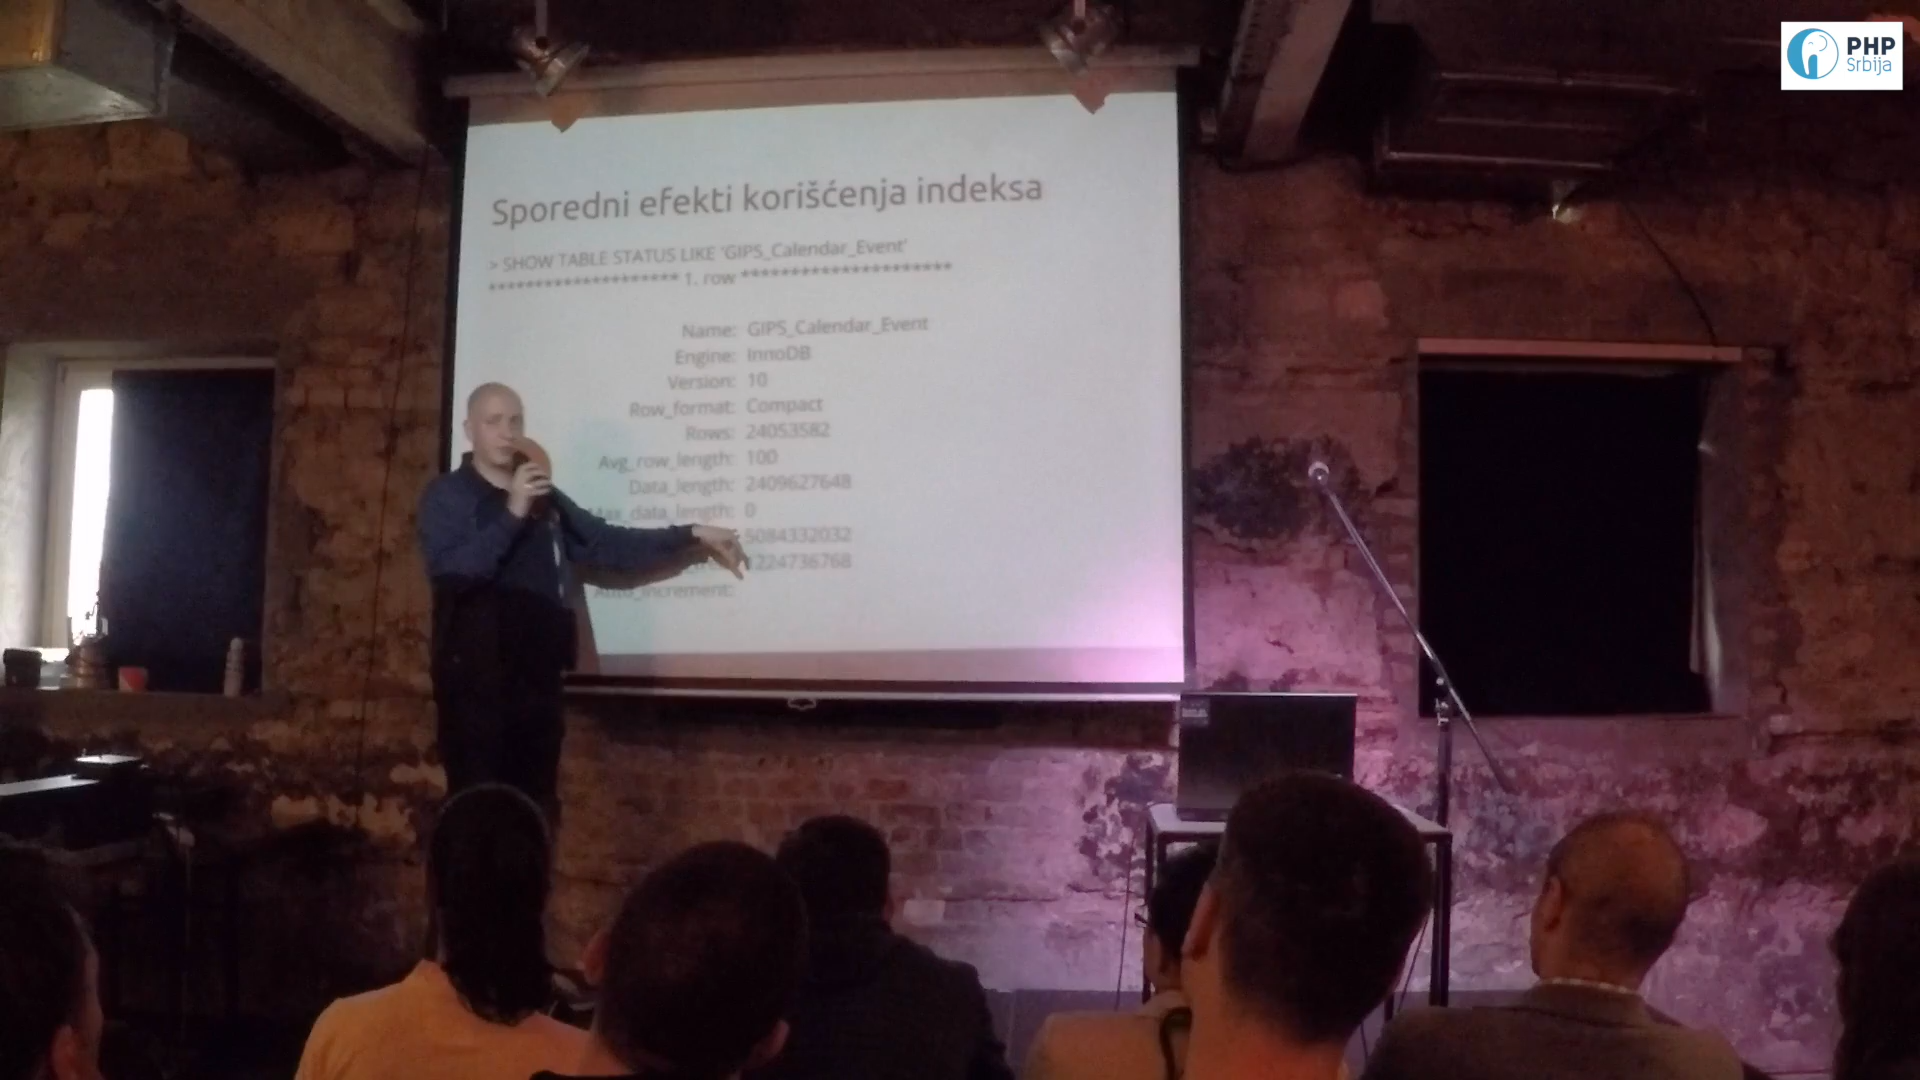 PHP
Srbija
Sporedni efekti korišćenja indeksa
> SHOW TABLE STATUS LIKE 'GIPS_Calendar_Event'
******************** 1. row **********************
Name: GIPS_Calendar_Event
Engine: InnoDB
Version: 10
Row_format: Compact
Rows: 24053582
Avg_row_length: 100
Data_length: 2409627648
Max_data_length: 0
5084332032
1224736768
Auto_increment: